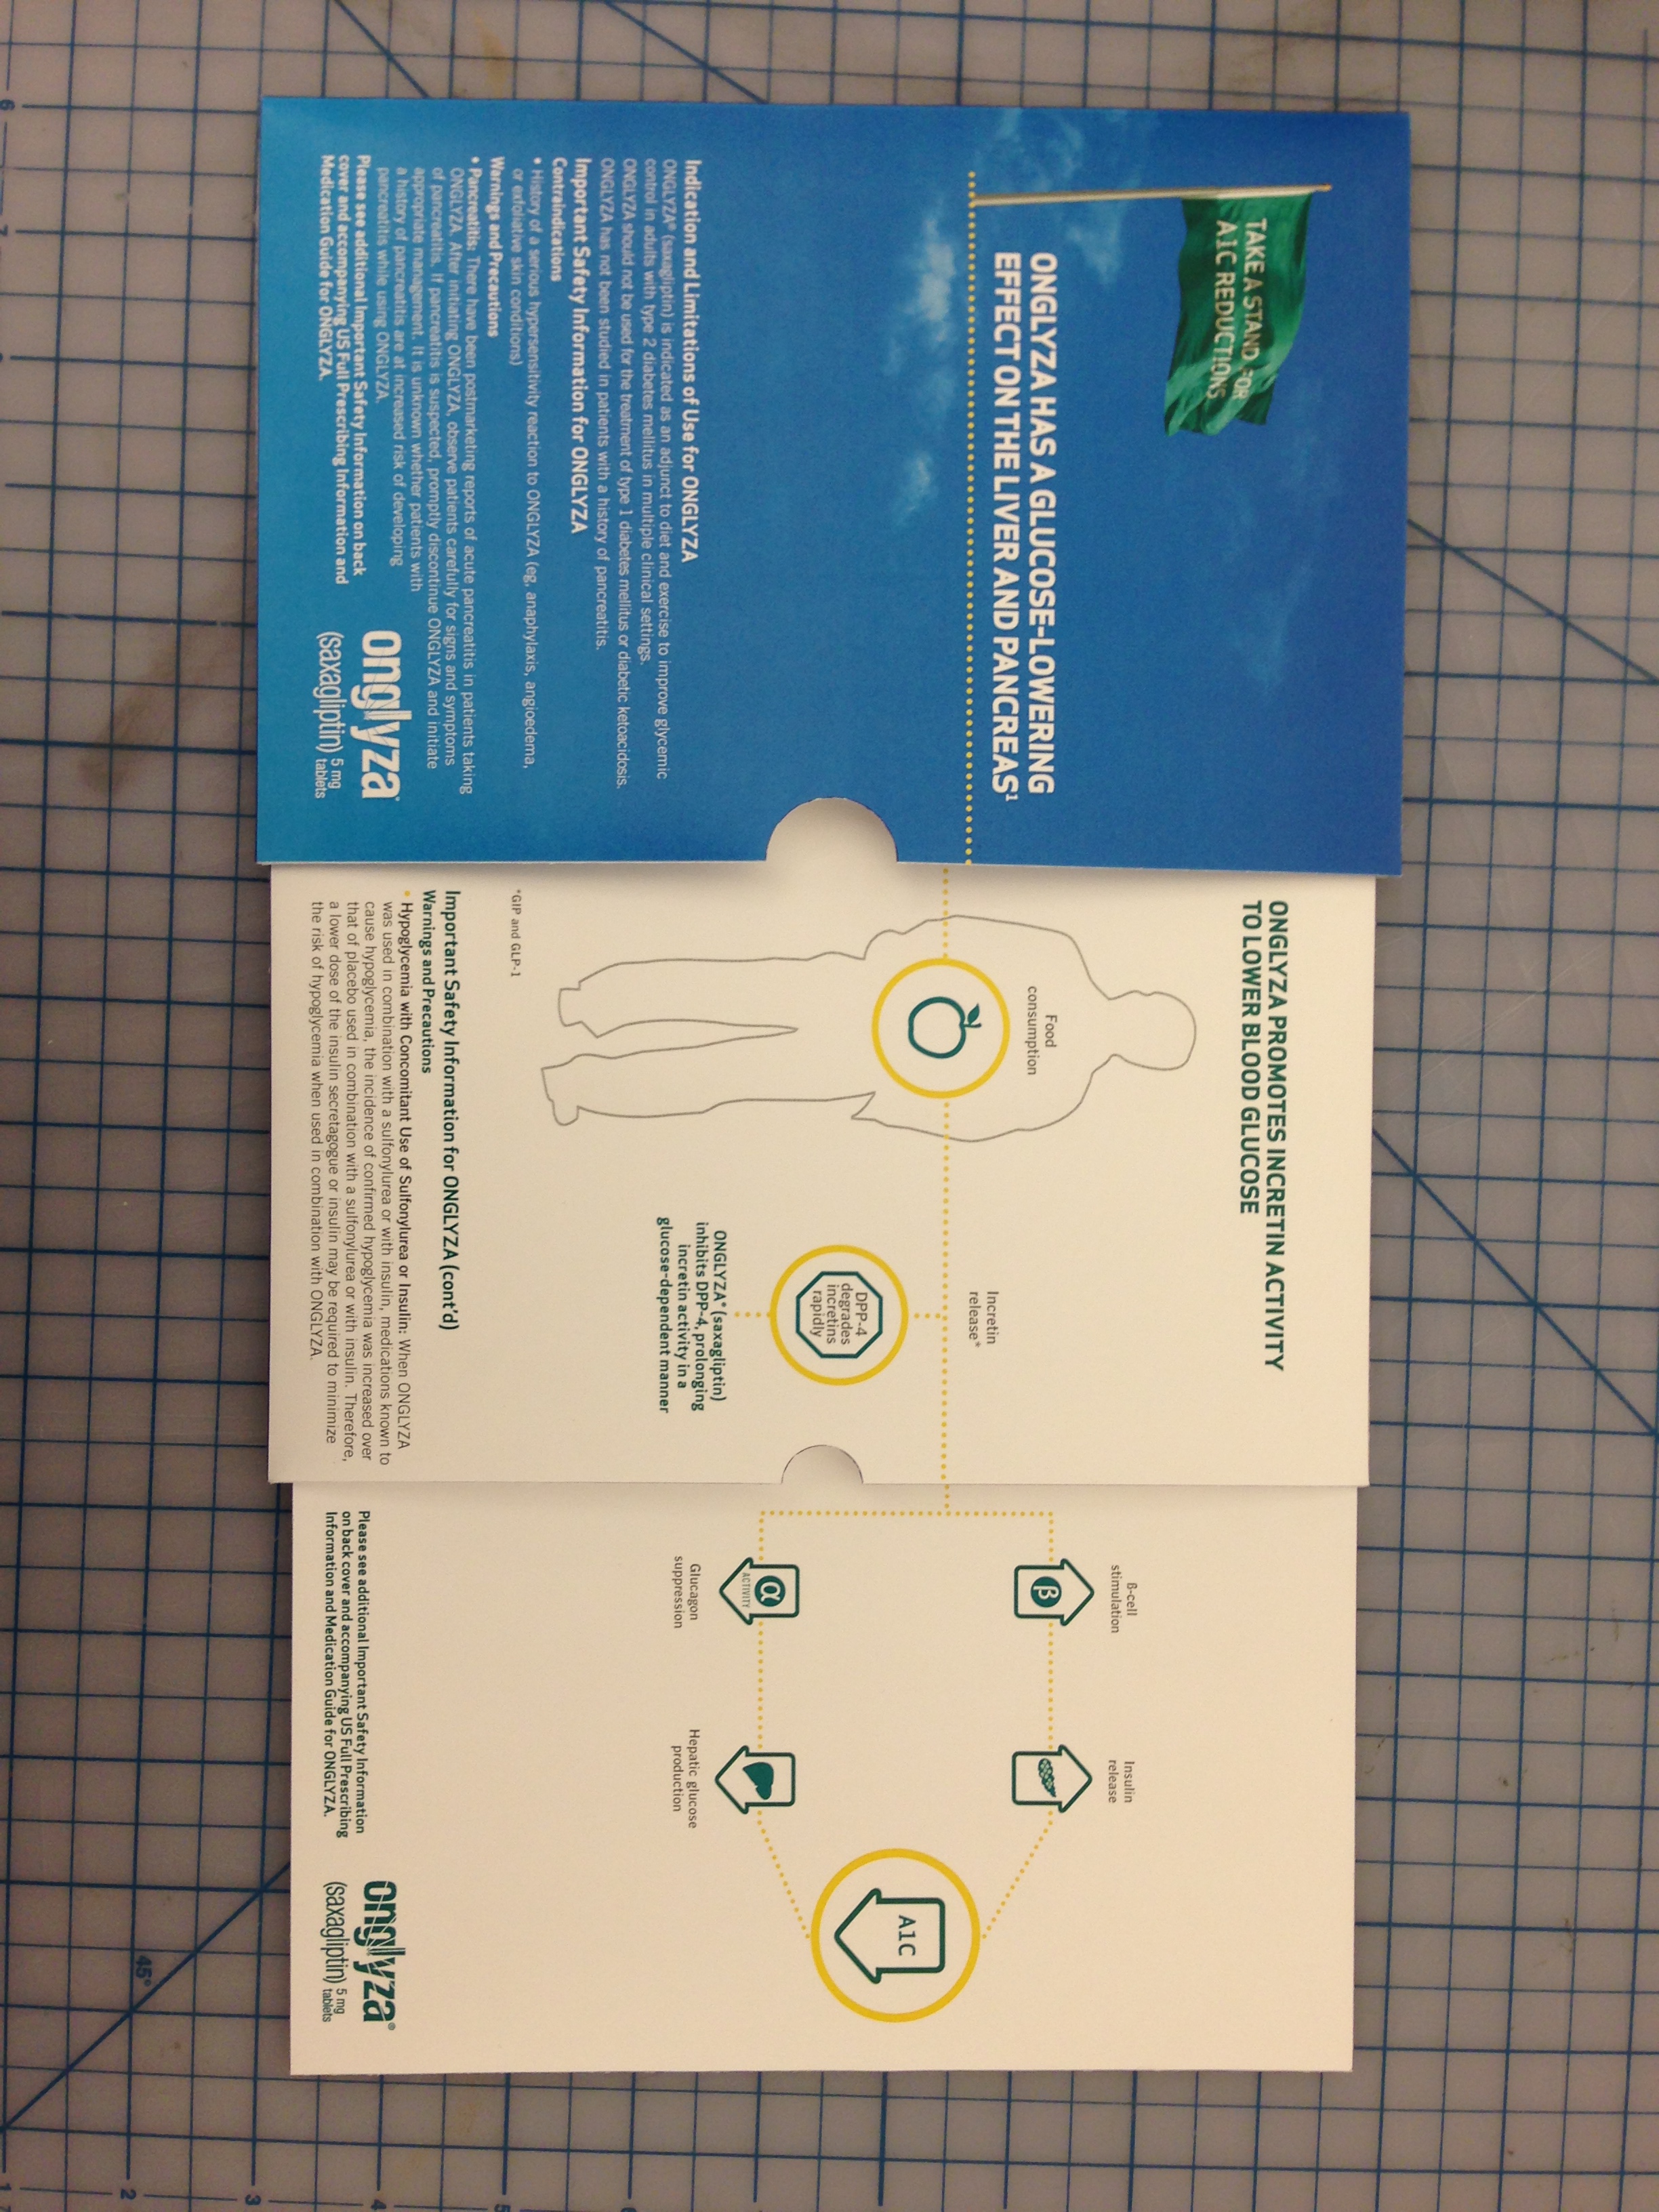 TAKE A STAND FOR
A1C REDUCTIONS
ONGLYZA HAS A GLUCOSE-LOWERING
EFFECT ON THE LIVER AND PANCREAS¹
Indication and Limitations of Use for ONGLYZA
ONGLYZA® (saxagliptin) is indicated as an adjunct to diet and exercise to improve glycemic
control in adults with type 2 diabetes mellitus in multiple clinical settings.
ONGLYZA should not be used for the treatment of type 1 diabetes mellitus or diabetic ketoacidosis.
ONGLYZA has not been studied in patients with a history of pancreatitis.
Important Safety Information for ONGLYZA
Contraindications
• History of a serious hypersensitivity reaction to ONGLYZA (eg, anaphylaxis, angioedema,
or exfoliative skin conditions)
Warnings and Precautions
• Pancreatitis: There have been postmarketing reports of acute pancreatitis in patients taking
ONGLYZA. After initiating ONGLYZA, observe patients carefully for signs and symptoms
of pancreatitis. If pancreatitis is suspected, promptly discontinue ONGLYZA and initiate
appropriate management. It is unknown whether patients with
a history of pancreatitis are at increased risk of developing
pancreatitis while using ONGLYZA.
Please see additional Important Safety Information on back
cover and accompanying US Full Prescribing Information and
Medication Guide for ONGLYZA.
onglyza®
(saxagliptin) 5 mg
tablets
ONGLYZA PROMOTES INCRETIN ACTIVITY
TO LOWER BLOOD GLUCOSE
Food
consumption
Incretin
release*
DPP-4
degrades
incretins
rapidly
ONGLYZA® (saxagliptin)
inhibits DPP-4, prolonging
incretin activity in a
glucose-dependent manner
*GIP and GLP-1
Important Safety Information for ONGLYZA (cont'd)
Warnings and Precautions
• Hypoglycemia with Concomitant Use of Sulfonylurea or Insulin: When ONGLYZA
was used in combination with a sulfonylurea or with insulin, medications known to
cause hypoglycemia, the incidence of confirmed hypoglycemia was increased over
that of placebo used in combination with a sulfonylurea or with insulin. Therefore,
a lower dose of the insulin secretagogue or insulin may be required to minimize
the risk of hypoglycemia when used in combination with ONGLYZA.
β-cell
stimulation
β
Insulin
release
α
ACTIVITY
Glucagon
suppression
Hepatic glucose
production
A1C
Please see additional Important Safety Information
on back cover and accompanying US Full Prescribing
Information and Medication Guide for ONGLYZA.
onglyza®
(saxagliptin) 5 mg
tablets
45°
1
2
3
4
5
6
6
7